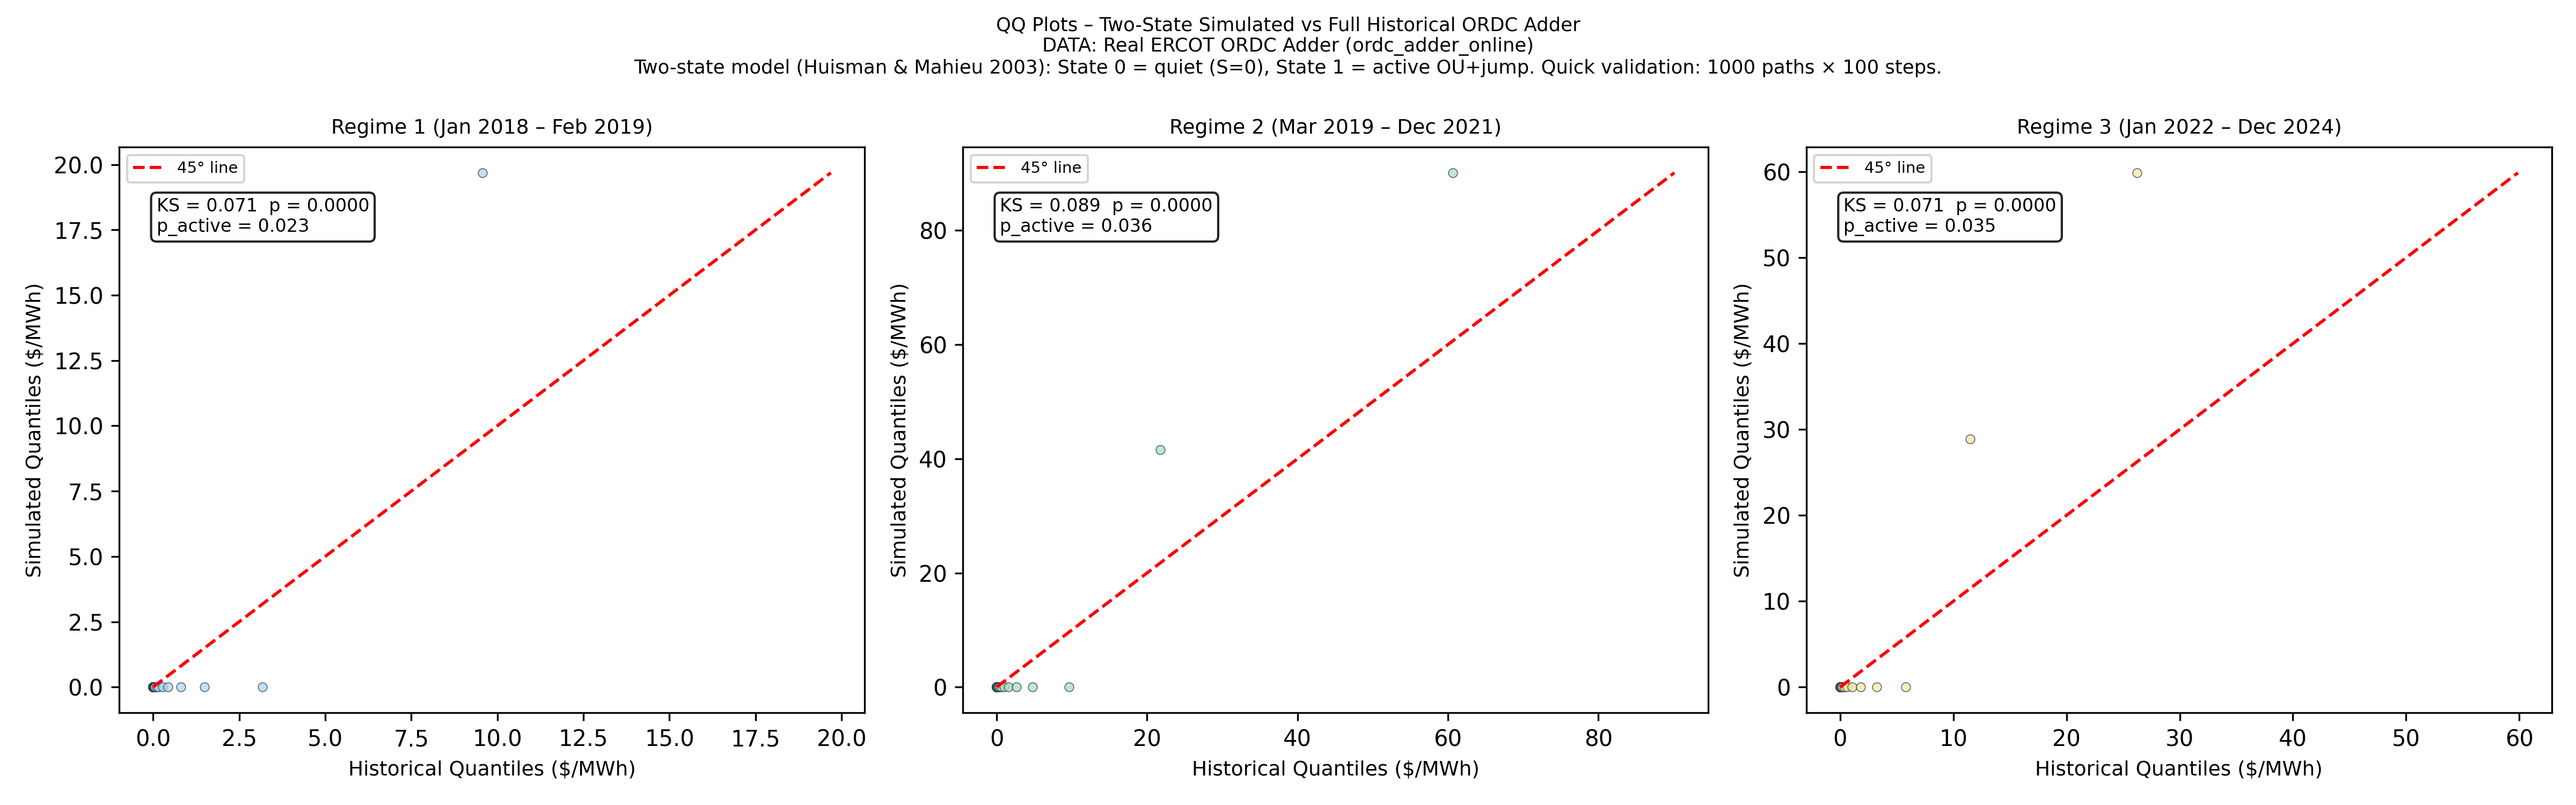 QQ Plots – Two-State Simulated vs Full Historical ORDC Adder
DATA: Real ERCOT ORDC Adder (ordc_adder_online)
Two-state model (Huisman & Mahieu 2003): State 0 = quiet (S=0), State 1 = active OU+jump. Quick validation: 1000 paths × 100 steps.
Regime 1 (Jan 2018 – Feb 2019)
45° line
KS = 0.071  p = 0.0000
p_active = 0.023
Simulated Quantiles ($/MWh)
20.0
17.5
15.0
12.5
10.0
7.5
5.0
2.5
0.0
0.0 2.5 5.0 7.5 10.0 12.5 15.0 17.5 20.0
Historical Quantiles ($/MWh)
Regime 2 (Mar 2019 – Dec 2021)
45° line
KS = 0.089  p = 0.0000
p_active = 0.036
Simulated Quantiles ($/MWh)
80
60
40
20
0
0 20 40 60 80
Historical Quantiles ($/MWh)
Regime 3 (Jan 2022 – Dec 2024)
45° line
KS = 0.071  p = 0.0000
p_active = 0.035
Simulated Quantiles ($/MWh)
60
50
40
30
20
10
0
0 10 20 30 40 50 60
Historical Quantiles ($/MWh)